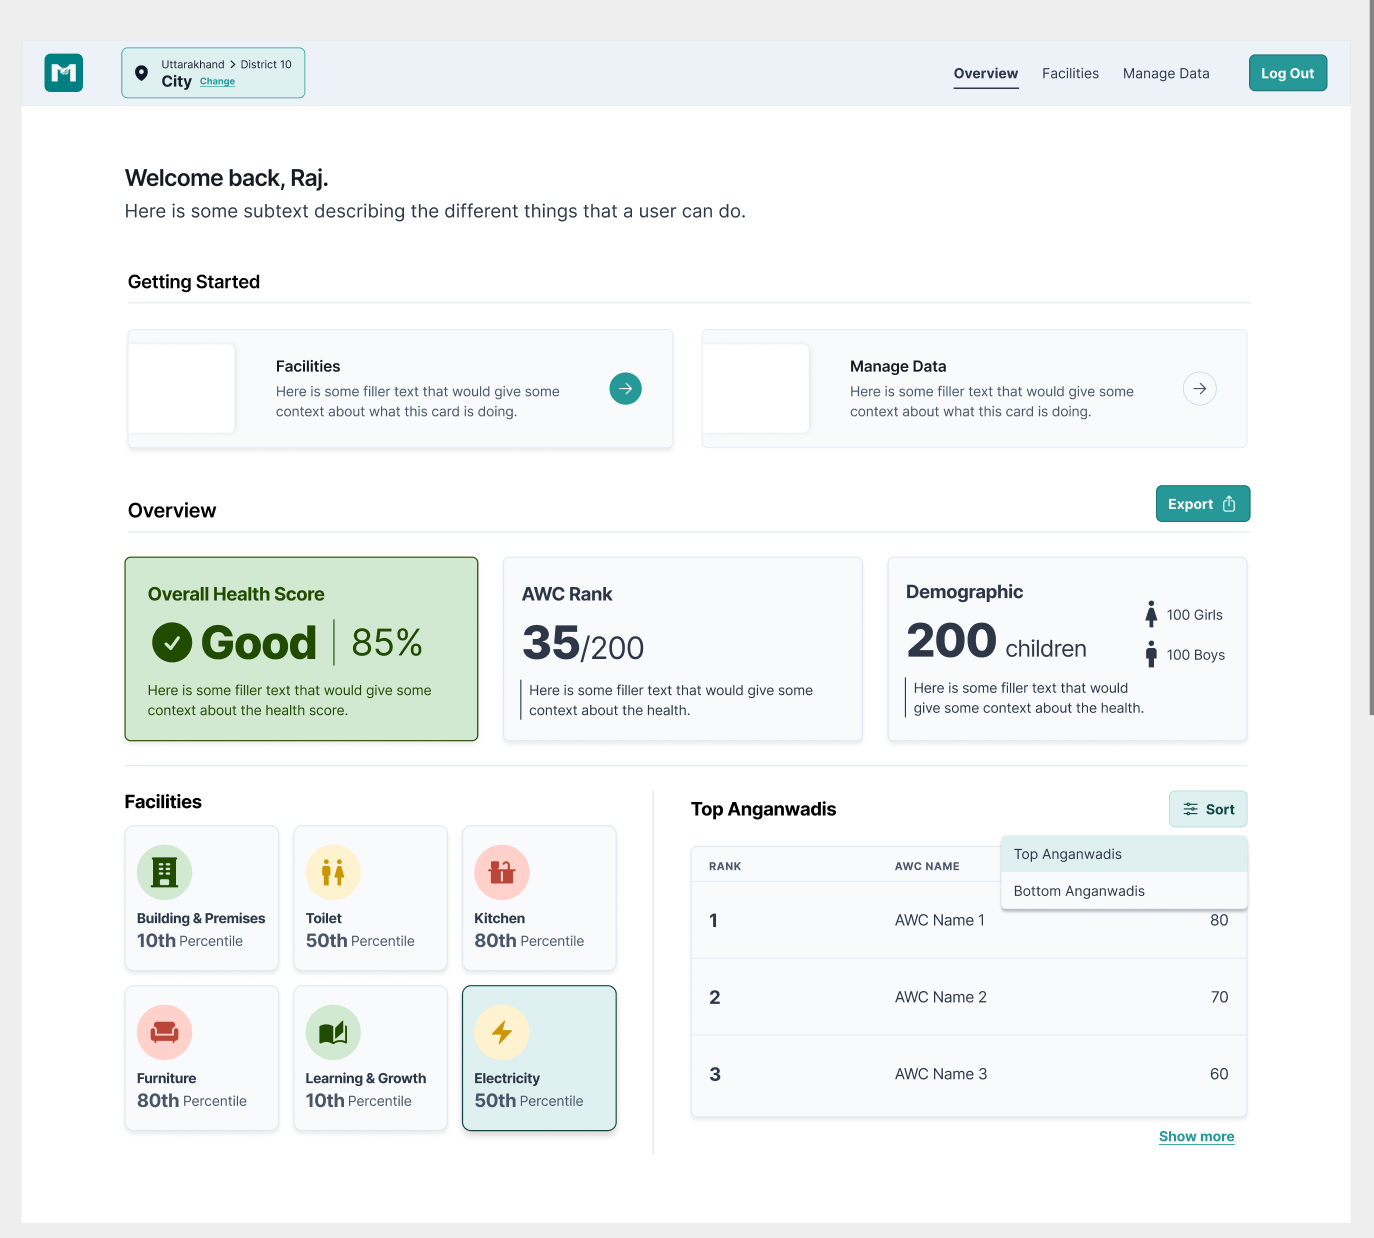 M
Uttarakhand > District 10
City Change
Overview Facilities Manage Data Log Out
Welcome back, Raj.
Here is some subtext describing the different things that a user can do.
Getting Started
Facilities
Here is some filler text that would give some
context about what this card is doing.
Manage Data
Here is some filler text that would give some
context about what this card is doing.
Overview
Export
Overall Health Score
Good 85%
Here is some filler text that would give some
context about the health score.
AWC Rank
35/200
Here is some filler text that would give some
context about the health.
Demographic
200 children
100 Girls
100 Boys
Here is some filler text that would
give some context about the health.
Facilities
Building & Premises
10th Percentile
Toilet
50th Percentile
Kitchen
80th Percentile
Furniture
80th Percentile
Learning & Growth
10th Percentile
Electricity
50th Percentile
Top Anganwadis
Sort
Top Anganwadis
Bottom Anganwadis
RANK AWC NAME
1 AWC Name 1 80
2 AWC Name 2 70
3 AWC Name 3 60
Show more